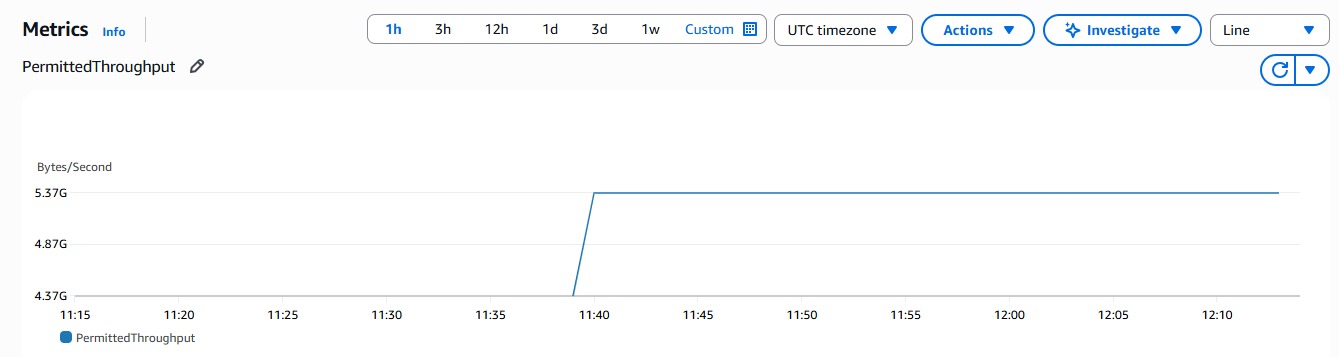 Metrics Info 1h 3h 12h 1d 3d 1w Custom UTC timezone Actions Investigate Line
PermittedThroughput
Bytes/Second
5.37G
4.87G
4.37G
11:15 11:20 11:25 11:30 11:35 11:40 11:45 11:50 11:55 12:00 12:05 12:10
PermittedThroughput